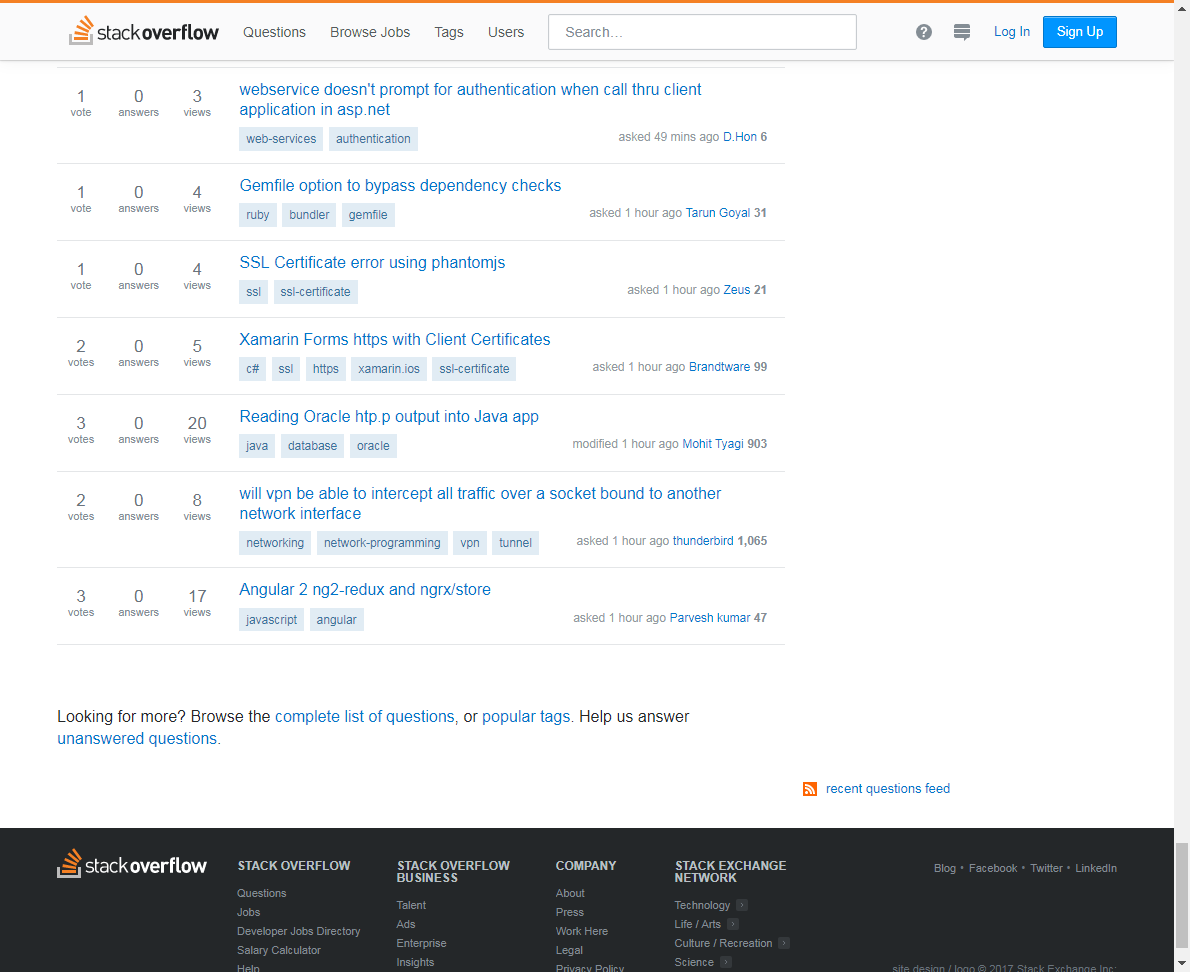 stack overflow Questions Browse Jobs Tags Users Search... ? Log In Sign Up
1 vote 0 answers 3 views
webservice doesn't prompt for authentication when call thru client
application in asp.net
web-services authentication asked 49 mins ago D.Hon 6
1 vote 0 answers 4 views
Gemfile option to bypass dependency checks
ruby bundler gemfile asked 1 hour ago Tarun Goyal 31
1 vote 0 answers 4 views
SSL Certificate error using phantomjs
ssl ssl-certificate asked 1 hour ago Zeus 21
2 votes 0 answers 5 views
Xamarin Forms https with Client Certificates
c# ssl https xamarin.ios ssl-certificate asked 1 hour ago Brandtware 99
3 votes 0 answers 20 views
Reading Oracle htp.p output into Java app
java database oracle modified 1 hour ago Mohit Tyagi 903
2 votes 0 answers 8 views
will vpn be able to intercept all traffic over a socket bound to another
network interface
networking network-programming vpn tunnel asked 1 hour ago thunderbird 1,065
3 votes 0 answers 17 views
Angular 2 ng2-redux and ngrx/store
javascript angular asked 1 hour ago Parvesh kumar 47
Looking for more? Browse the complete list of questions, or popular tags. Help us answer
unanswered questions.
recent questions feed
stack overflow
STACK OVERFLOW
Questions
Jobs
Developer Jobs Directory
Salary Calculator
Help
STACK OVERFLOW
BUSINESS
Talent
Ads
Enterprise
Insights
COMPANY
About
Press
Work Here
Legal
Privacy Policy
STACK EXCHANGE
NETWORK
Technology
Life / Arts
Culture / Recreation
Science
Blog • Facebook • Twitter • LinkedIn
site design / logo © 2017 Stack Exchange Inc;